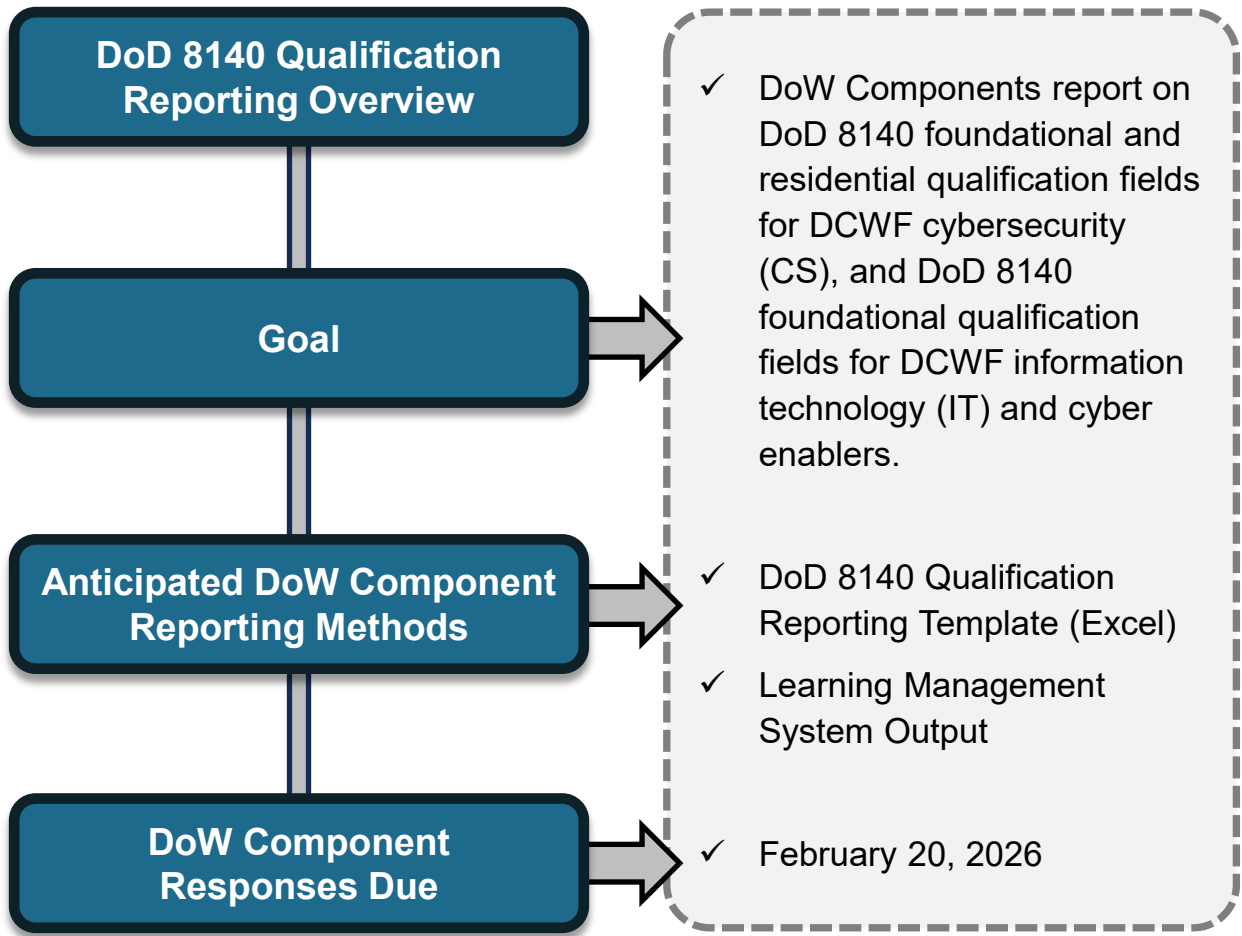 DoD 8140 Qualification
Reporting Overview
Goal
✓ DoW Components report on
DoD 8140 foundational and
residential qualification fields
for DCWF cybersecurity
(CS), and DoD 8140
foundational qualification
fields for DCWF information
technology (IT) and cyber
enablers.
Anticipated DoW Component
Reporting Methods
✓ DoD 8140 Qualification
Reporting Template (Excel)
✓ Learning Management
System Output
DoW Component
Responses Due
✓ February 20, 2026